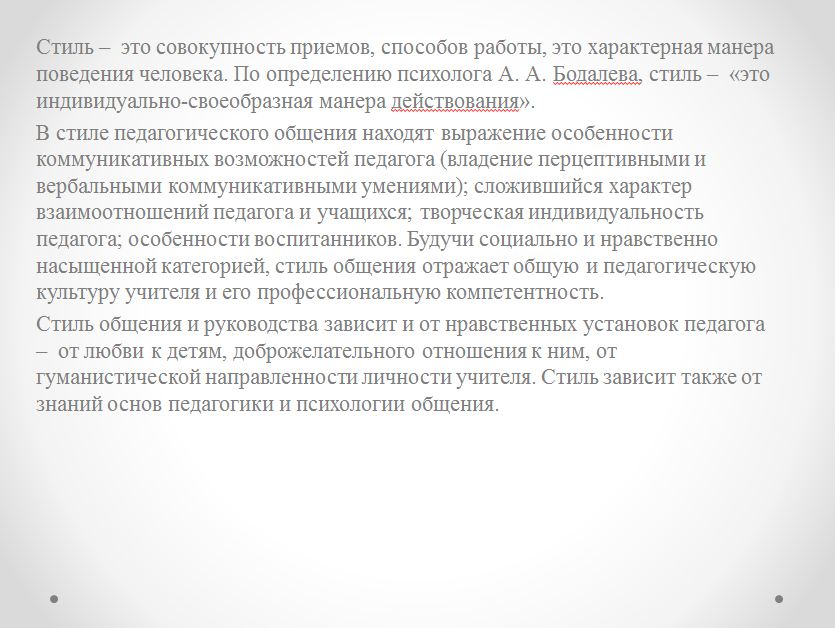 Стиль – это совокупность приемов, способов работы, это характерная манера
поведения человека. По определению психолога А. А. Бодалева, стиль – «это
индивидуально-своеобразная манера действования».
В стиле педагогического общения находят выражение особенности
коммуникативных возможностей педагога (владение перцептивными и
вербальными коммуникативными умениями); сложившийся характер
взаимоотношений педагога и учащихся; творческая индивидуальность
педагога; особенности воспитанников. Будучи социально и нравственно
насыщенной категорией, стиль общения отражает общую и педагогическую
культуру учителя и его профессиональную компетентность.
Стиль общения и руководства зависит и от нравственных установок педагога
– от любви к детям, доброжелательного отношения к ним, от
гуманистической направленности личности учителя. Стиль зависит также от
знаний основ педагогики и психологии общения.